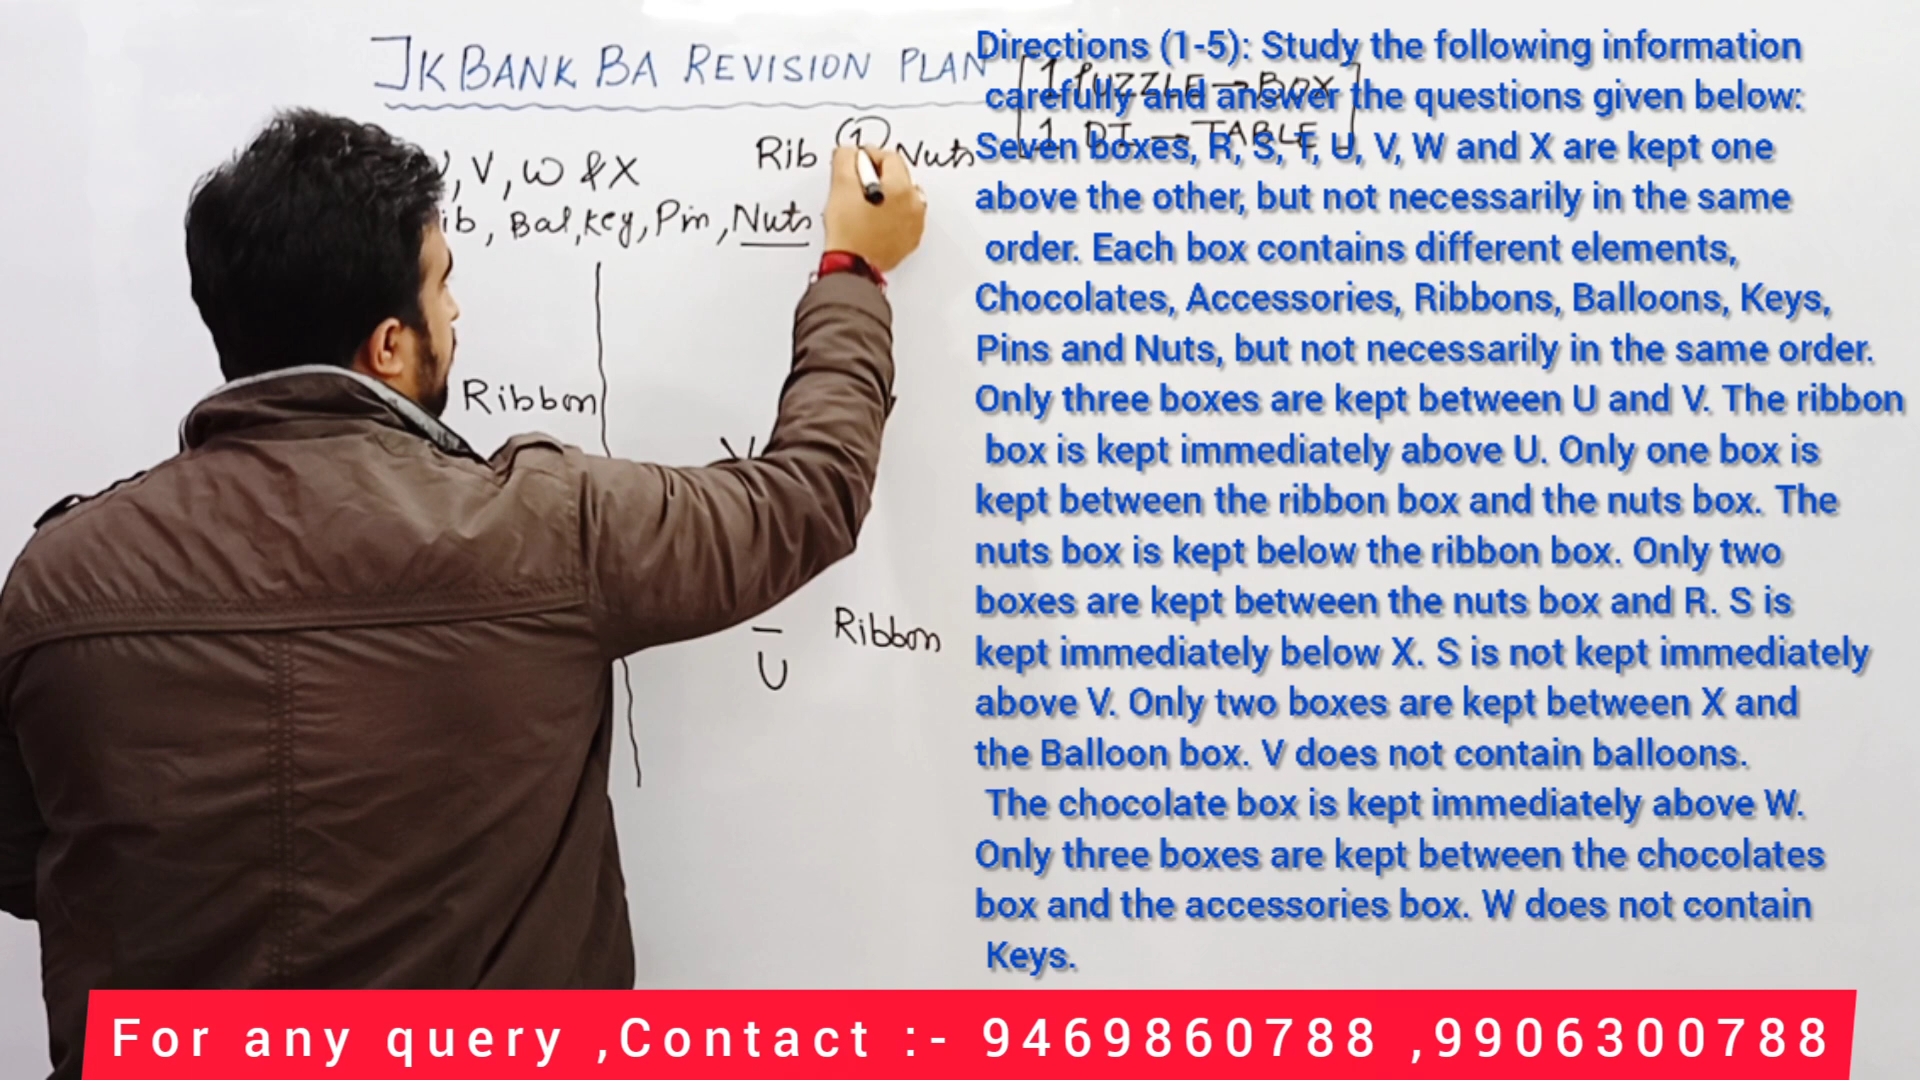 JK BANK BA REVISION PLAN
[1 PUZZLE → BOX]
[1 DI → TABLE]
, V, W & X
ib, Bal, Key, Pin, Nuts
Rib (1) Nuts
Ribbon
V
Ribbon
U
Directions (1-5): Study the following information
carefully and answer the questions given below:
Seven boxes, R, S, T, U, V, W and X are kept one
above the other, but not necessarily in the same
order. Each box contains different elements,
Chocolates, Accessories, Ribbons, Balloons, Keys,
Pins and Nuts, but not necessarily in the same order.
Only three boxes are kept between U and V. The ribbon
box is kept immediately above U. Only one box is
kept between the ribbon box and the nuts box. The
nuts box is kept below the ribbon box. Only two
boxes are kept between the nuts box and R. S is
kept immediately below X. S is not kept immediately
above V. Only two boxes are kept between X and
the Balloon box. V does not contain balloons.
The chocolate box is kept immediately above W.
Only three boxes are kept between the chocolates
box and the accessories box. W does not contain
Keys.
For any query ,Contact :- 9469860788 ,9906300788